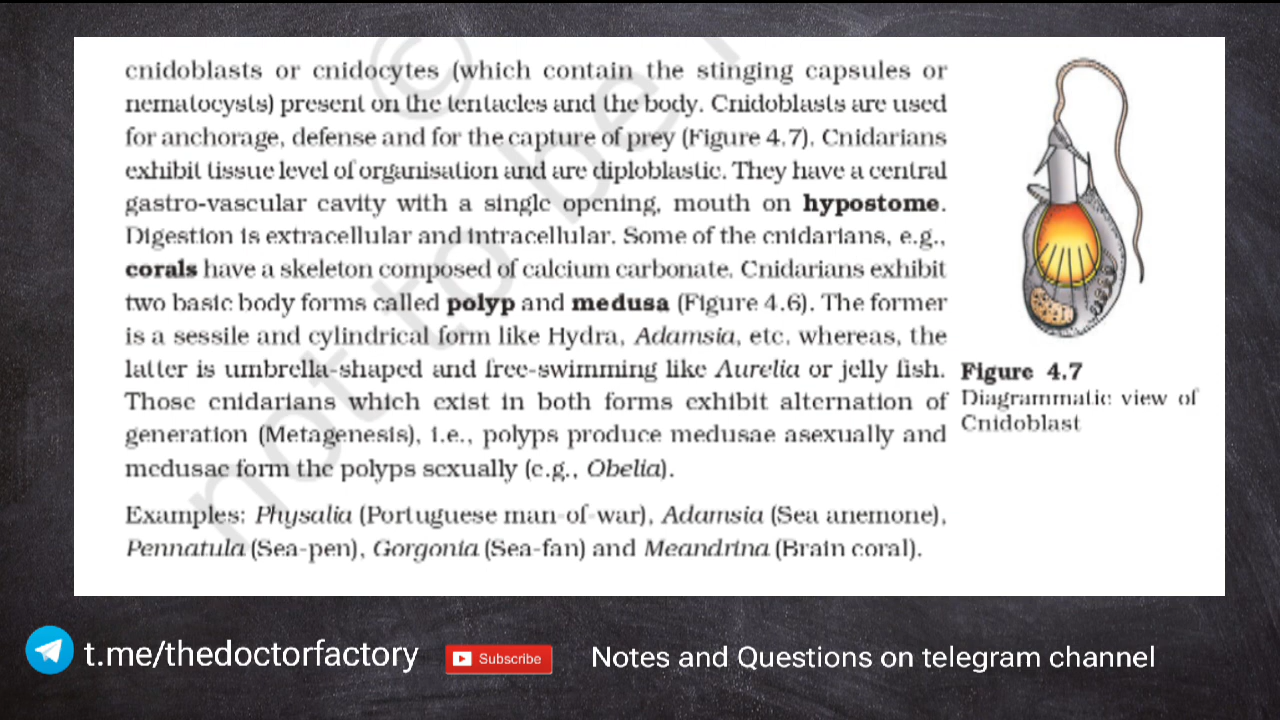 cnidoblasts or cnidocytes (which contain the stinging capsules or
nematocysts) present on the tentacles and the body. Cnidoblasts are used
for anchorage, defense and for the capture of prey (Figure 4.7). Cnidarians
exhibit tissue level of organisation and are diploblastic. They have a central
gastro-vascular cavity with a single opening, mouth on hypostome.
Digestion is extracellular and intracellular. Some of the cnidarians, e.g.,
corals have a skeleton composed of calcium carbonate. Cnidarians exhibit
two basic body forms called polyp and medusa (Figure 4.6). The former
is a sessile and cylindrical form like Hydra, Adamsia, etc. whereas, the
latter is umbrella-shaped and free-swimming like Aurelia or jelly fish.
Those cnidarians which exist in both forms exhibit alternation of
generation (Metagenesis), i.e., polyps produce medusae asexually and
medusae form the polyps sexually (e.g., Obelia).
Examples: Physalia (Portuguese man-of-war), Adamsia (Sea anemone),
Pennatula (Sea-pen), Gorgonia (Sea-fan) and Meandrina (Brain coral).
Figure 4.7
Diagrammatic view of
Cnidoblast
© not to be r
t.me/thedoctorfactory
Subscribe
Notes and Questions on telegram channel